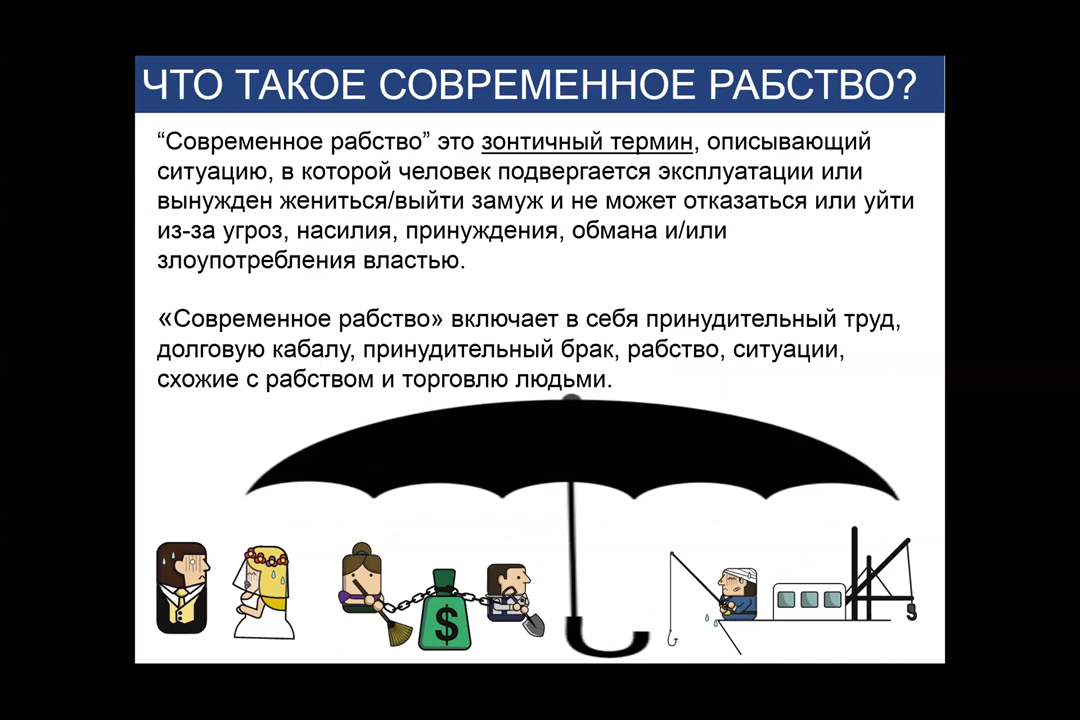 ЧТО ТАКОЕ СОВРЕМЕННОЕ РАБСТВО?
“Современное рабство” это зонтичный термин, описывающий
ситуацию, в которой человек подвергается эксплуатации или
вынужден жениться/выйти замуж и не может отказаться или уйти
из-за угроз, насилия, принуждения, обмана и/или
злоупотребления властью.
«Современное рабство» включает в себя принудительный труд,
долговую кабалу, принудительный брак, рабство, ситуации,
схожие с рабством и торговлю людьми.
$